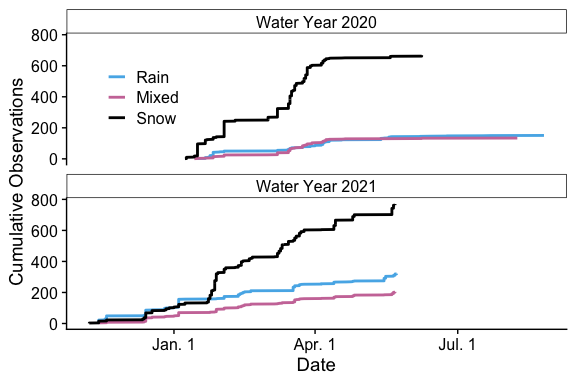 Water Year 2020
800
600
400
200
0
Rain
Mixed
Snow
Cumulative Observations
Water Year 2021
800
600
400
200
0
Jan. 1
Apr. 1
Jul. 1
Date